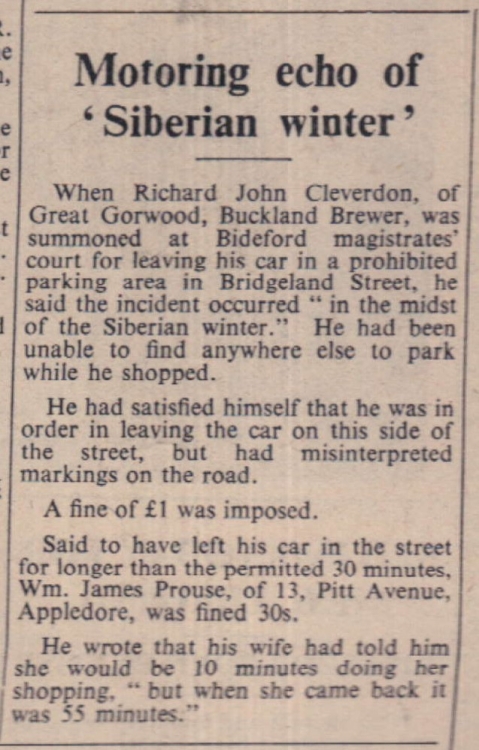 Motoring echo of
‘Siberian winter’
When Richard John Cleverdon, of
Great Gorwood, Buckland Brewer, was
summoned at Bideford magistrates'
court for leaving his car in a prohibited
parking area in Bridgeland Street, he
said the incident occurred “ in the midst
of the Siberian winter.” He had been
unable to find anywhere else to park
while he shopped.
He had satisfied himself that he was in
order in leaving the car on this side of
the street, but had misinterpreted
markings on the road.
A fine of £1 was imposed.
Said to have left his car in the street
for longer than the permitted 30 minutes,
Wm. James Prouse, of 13, Pitt Avenue,
Appledore, was fined 30s.
He wrote that his wife had told him
she would be 10 minutes doing her
shopping, “ but when she came back it
was 55 minutes.”